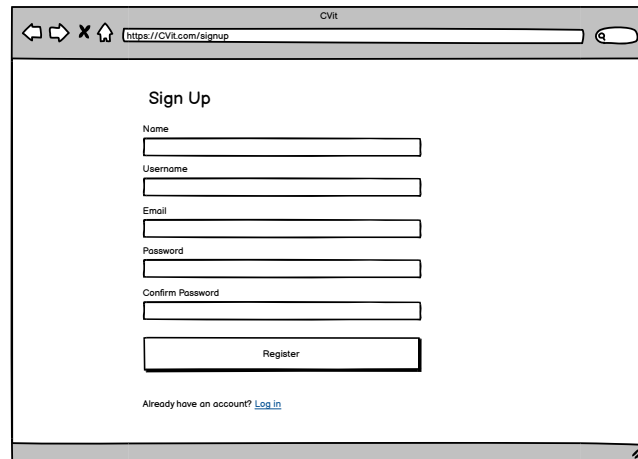 CVit
https://CVit.com/signup
Sign Up
Name
Username
Email
Password
Confirm Password
Register
Already have an account? Log in